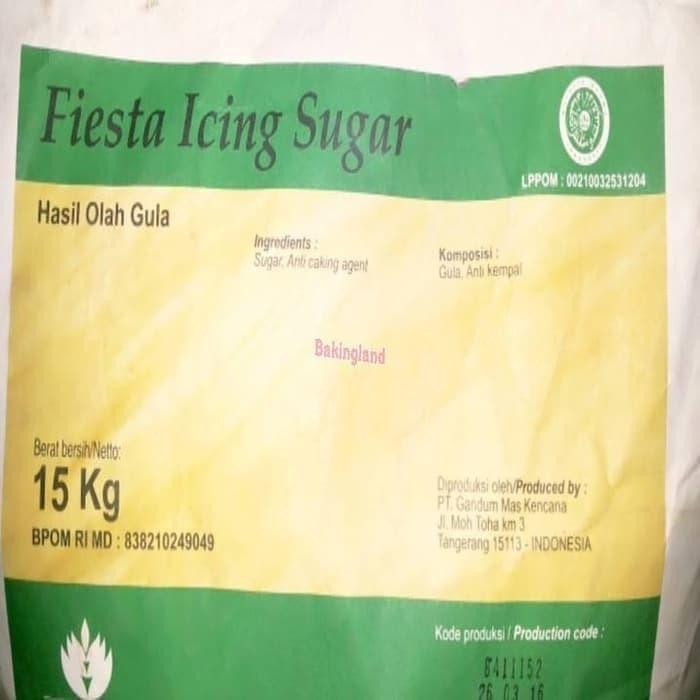 Fiesta Icing Sugar
LPPOM : 00210032531204
Hasil Olah Gula
Ingredients :
Sugar, Anti caking agent
Komposisi :
Gula, Anti kempal
Bakingland
Berat bersih/Netto:
15 Kg
BPOM RI MD : 838210249049
Diproduksi oleh/Produced by :
PT. Gandum Mas Kencana
Jl. Moh Toha km 3
Tangerang 15113 - INDONESIA
Kode produksi / Production code :
8411152
26 03 16